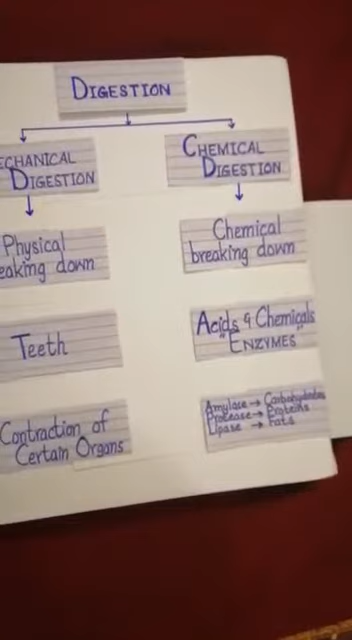 DIGESTION
ECHANICAL
DIGESTION
CHEMICAL
DIGESTION
Physical
eaking down
Chemical
breaking down
Teeth
Acids & Chemicals
"ENZYMES"
Contraction of
Certain Organs
Amylase → Carbohydrates
Protease → Proteins
Lipase → Fats